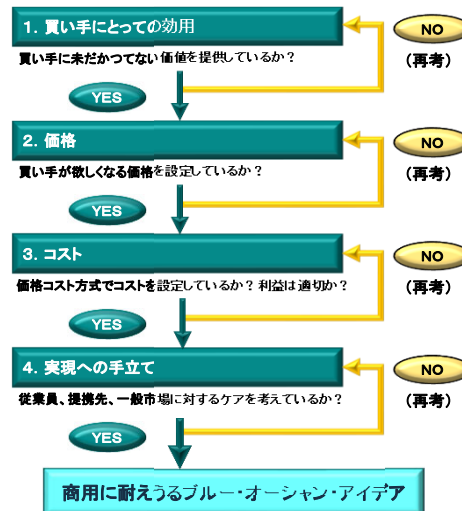 1. 買い手にとっての効用
NO
買い手に未だかつてない価値を提供しているか？
(再考)
YES
2. 価格
NO
買い手が欲しくなる価格を設定しているか？
(再考)
YES
3. コスト
NO
価格コスト方式でコストを設定しているか？利益は適切か？
(再考)
YES
4. 実現への手立て
NO
従業員、提携先、一般市場に対するケアを考えているか？
(再考)
YES
商用に耐えうるブルー・オーシャン・アイデア